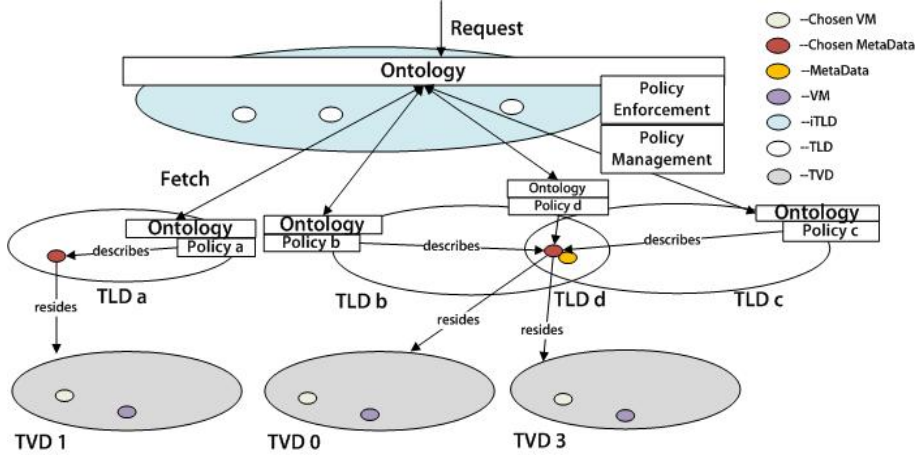 Request
Ontology
Policy
Enforcement
Policy
Management
--Chosen VM
--Chosen MetaData
--MetaData
--VM
--iTLD
--TLD
--TVD
Fetch
Ontology
Policy a
describes
TLD a
resides
Ontology
Policy b
describes
TLD b
Ontology
Policy d
TLD d
Ontology
Policy c
describes
TLD c
resides
resides
TVD 1
TVD 0
TVD 3